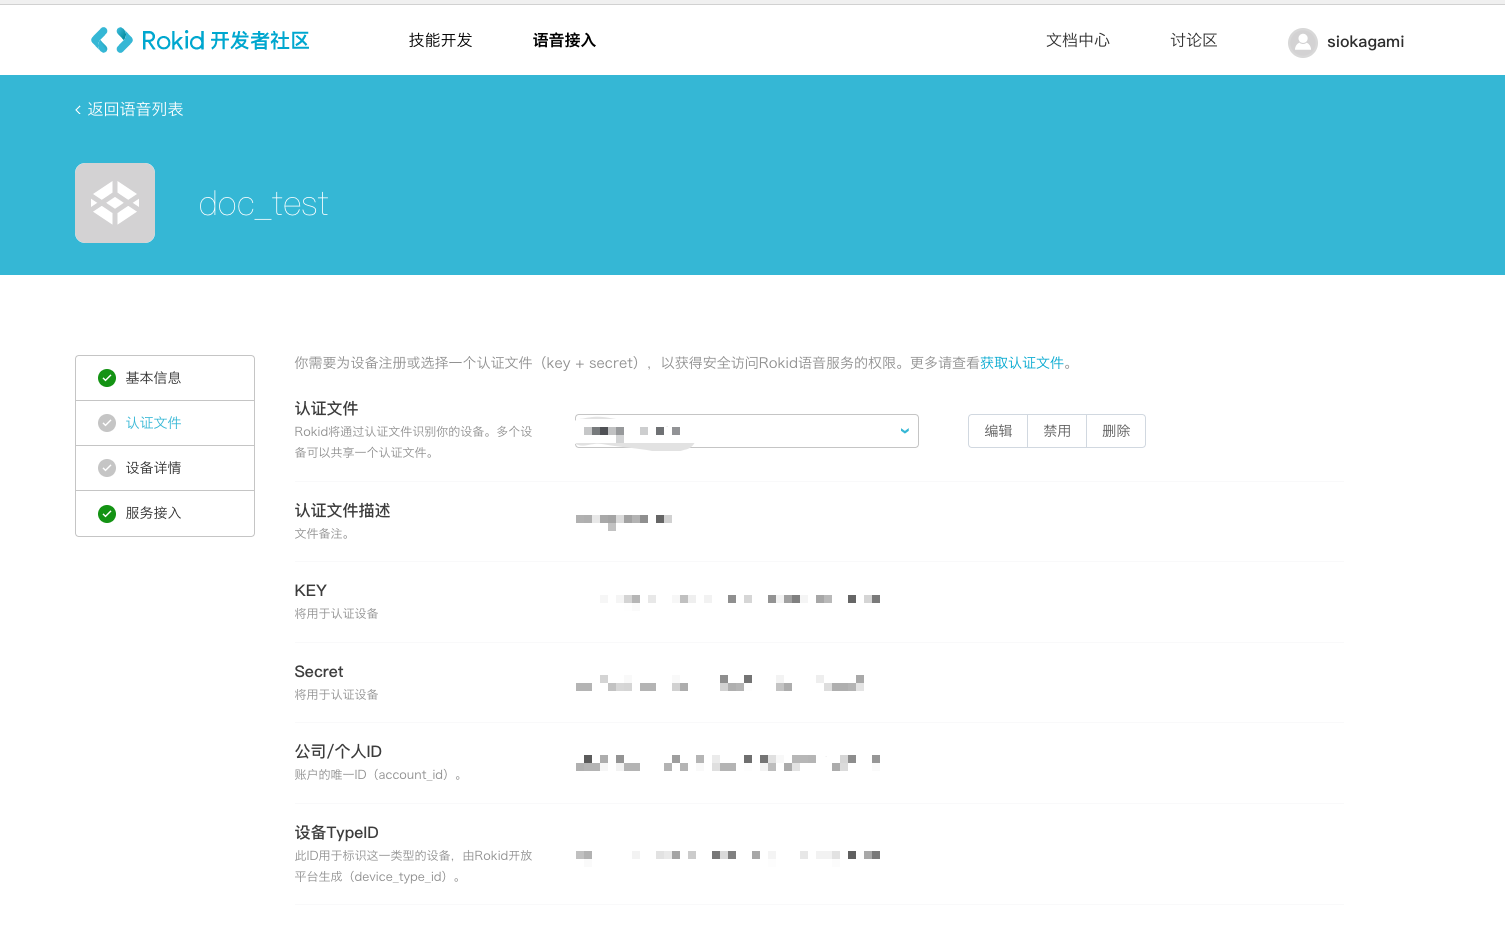 Rokid 开发者社区
技能开发
语音接入
文档中心
讨论区
siokagami
返回语音列表
doc_test
基本信息
认证文件
设备详情
服务接入
你需要为设备注册或选择一个认证文件（key + secret），以获得安全访问Rokid语音服务的权限。更多请查看获取认证文件。
认证文件
Rokid将通过认证文件识别你的设备。多个设
备可以共享一个认证文件。
编辑
禁用
删除
认证文件描述
文件备注。
KEY
将用于认证设备
Secret
将用于认证设备
公司/个人ID
账户的唯一ID（account_id）。
设备TypeID
此ID用于标识这一类型的设备，由Rokid开放
平台生成（device_type_id）。